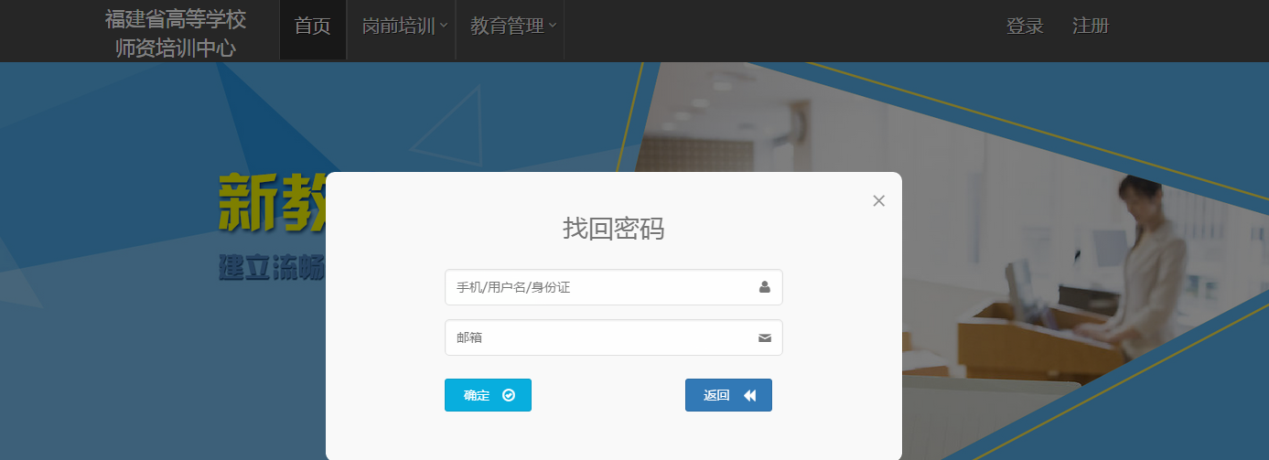 福建省高等学校
师资培训中心
首页
岗前培训
教育管理
登录
注册
新教
建立流畅
找回密码
手机/用户名/身份证
邮箱
确定
返回